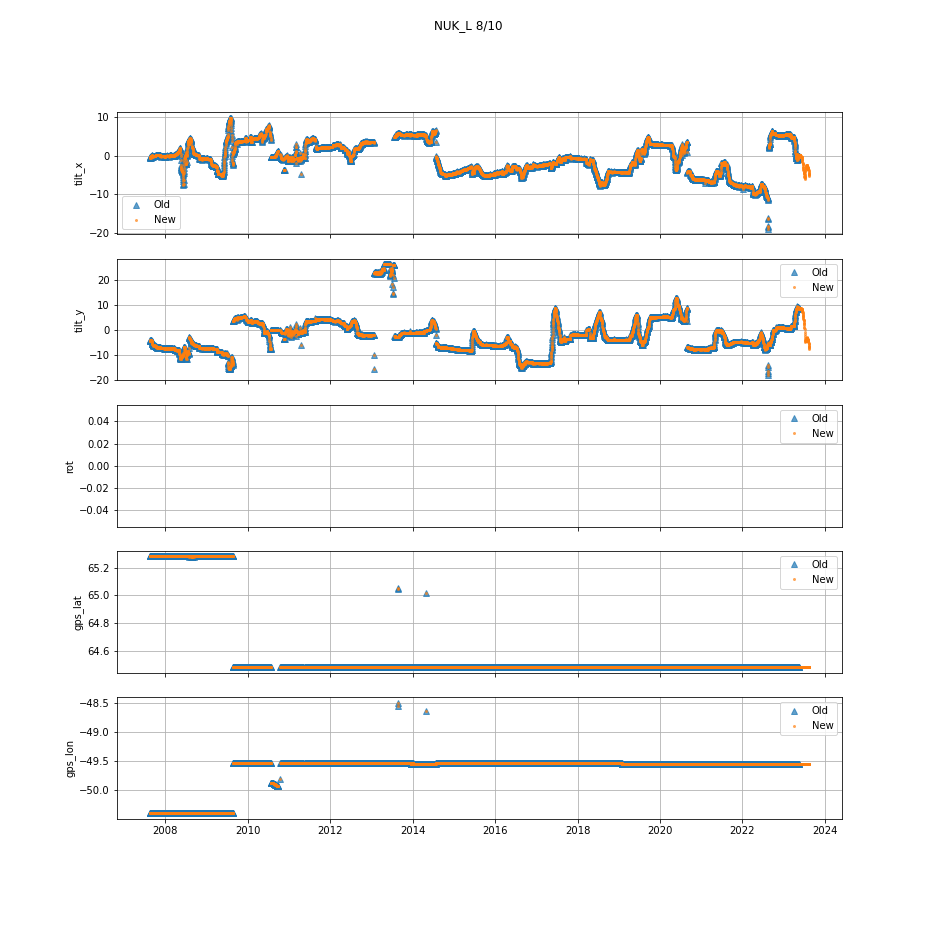 NUK_L 8/10
10
0
−10
−20
tilt_x
Old
New
20
10
0
−10
−20
tilt_y
Old
New
0.04
0.02
0.00
−0.02
−0.04
rot
Old
New
65.2
65.0
64.8
64.6
gps_lat
Old
New
−48.5
−49.0
−49.5
−50.0
gps_lon
Old
New
2008 2010 2012 2014 2016 2018 2020 2022 2024